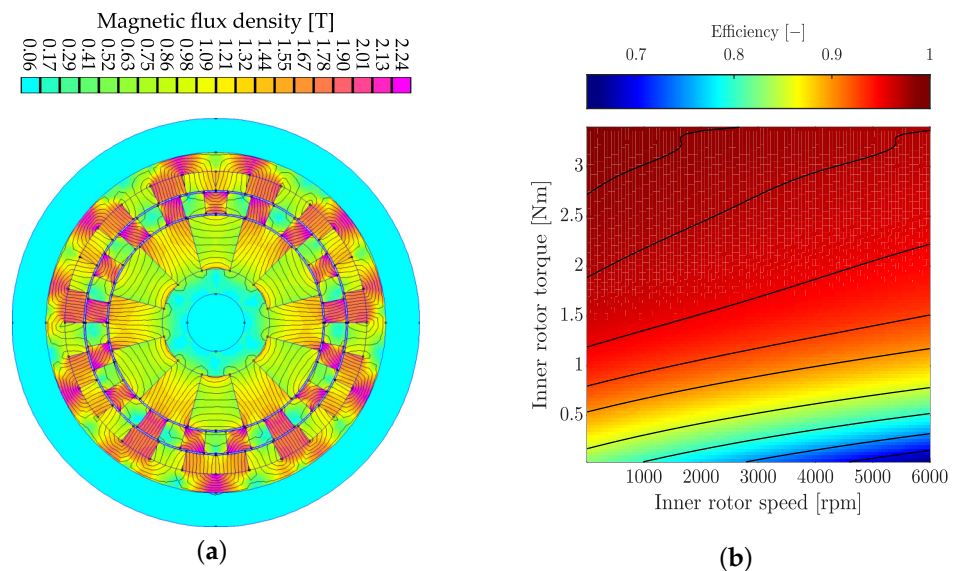 Magnetic flux density [T]
0.06 0.17 0.29 0.41 0.52 0.63 0.75 0.86 0.98 1.09 1.21 1.32 1.44 1.55 1.67 1.78 1.90 2.01 2.13 2.24
(a)
Efficiency [−]
0.7 0.8 0.9 1
Inner rotor torque [Nm]
3
2.5
2
1.5
1
0.5
1000 2000 3000 4000 5000 6000
Inner rotor speed [rpm]
(b)